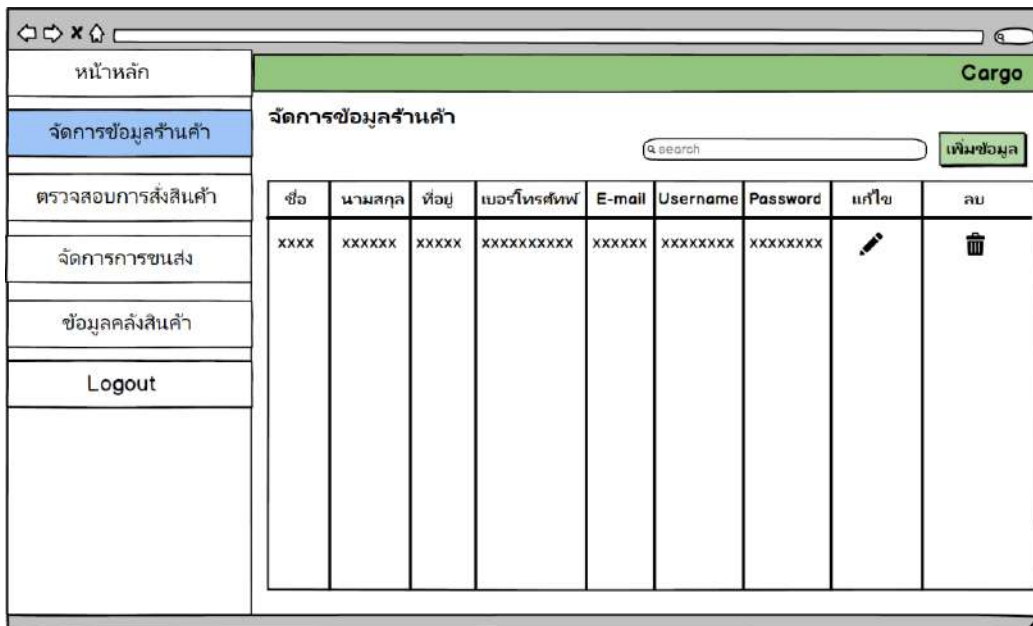 หน้าหลัก
Cargo
จัดการข้อมูลร้านค้า
จัดการข้อมูลร้านค้า
search
เพิ่มข้อมูล
ตรวจสอบการสั่งสินค้า
จัดการการขนส่ง
ข้อมูลคลังสินค้า
Logout
ชื่อ นามสกุล ที่อยู่ เบอร์โทรศัทพ์ E-mail Username Password แก้ไข ลบ
xxxx xxxxxx xxxxx xxxxxxxxxx xxxxxx xxxxxxxx xxxxxxxx